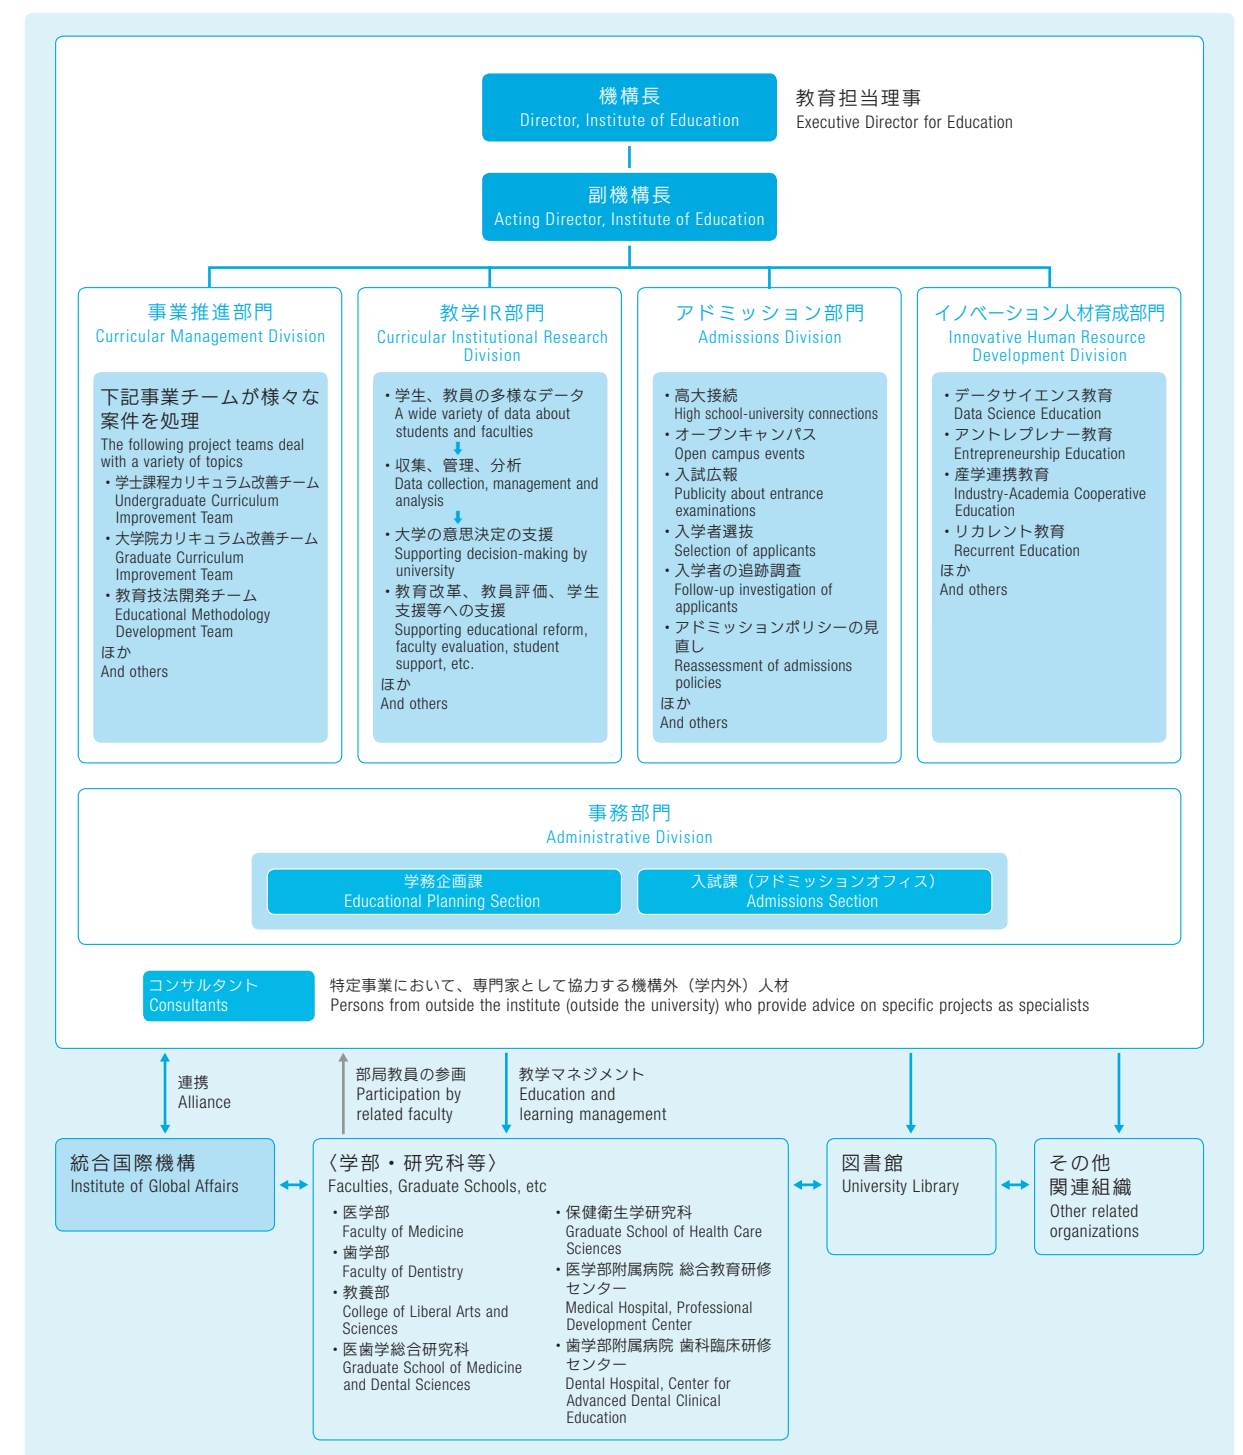 機構長
Director, Institute of Education
教育担当理事
Executive Director for Education
副機構長
Acting Director, Institute of Education
事業推進部門
Curricular Management Division
下記事業チームが様々な
案件を処理
The following project teams deal
with a variety of topics
・学士課程カリキュラム改善チーム
Undergraduate Curriculum
Improvement Team
・大学院カリキュラム改善チーム
Graduate Curriculum
Improvement Team
・教育技法開発チーム
Educational Methodology
Development Team
ほか
And others
教学IR部門
Curricular Institutional Research
Division
・学生、教員の多様なデータ
A wide variety of data about
students and faculties
・収集、管理、分析
Data collection, management and
analysis
・大学の意思決定の支援
Supporting decision-making by
university
・教育改革、教員評価、学生
支援等への支援
Supporting educational reform,
faculty evaluation, student
support, etc.
ほか
And others
アドミッション部門
Admissions Division
・高大接続
High school-university connections
・オープンキャンパス
Open campus events
・入試広報
Publicity about entrance
examinations
・入学者選抜
Selection of applicants
・入学者の追跡調査
Follow-up investigation of
applicants
・アドミッションポリシーの見
直し
Reassessment of admissions
policies
ほか
And others
イノベーション人材育成部門
Innovative Human Resource
Development Division
・データサイエンス教育
Data Science Education
・アントレプレナー教育
Entrepreneurship Education
・産学連携教育
Industry-Academia Cooperative
Education
・リカレント教育
Recurrent Education
ほか
And others
事務部門
Administrative Division
学務企画課
Educational Planning Section
入試課（アドミッションオフィス）
Admissions Section
コンサルタント
Consultants
特定事業において、専門家として協力する機構外（学内外）人材
Persons from outside the institute (outside the university) who provide advice on specific projects as specialists
連携
Alliance
部局教員の参画
Participation by
related faculty
教学マネジメント
Education and
learning management
統合国際機構
Institute of Global Affairs
〈学部・研究科等〉
Faculties, Graduate Schools, etc
・医学部
Faculty of Medicine
・歯学部
Faculty of Dentistry
・教養部
College of Liberal Arts and
Sciences
・医歯学総合研究科
Graduate School of Medicine
and Dental Sciences
・保健衛生学研究科
Graduate School of Health Care
Sciences
・医学部附属病院 総合教育研修
センター
Medical Hospital, Professional
Development Center
・歯学部附属病院 歯科臨床研修
センター
Dental Hospital, Center for
Advanced Dental Clinical
Education
図書館
University Library
その他
関連組織
Other related
organizations